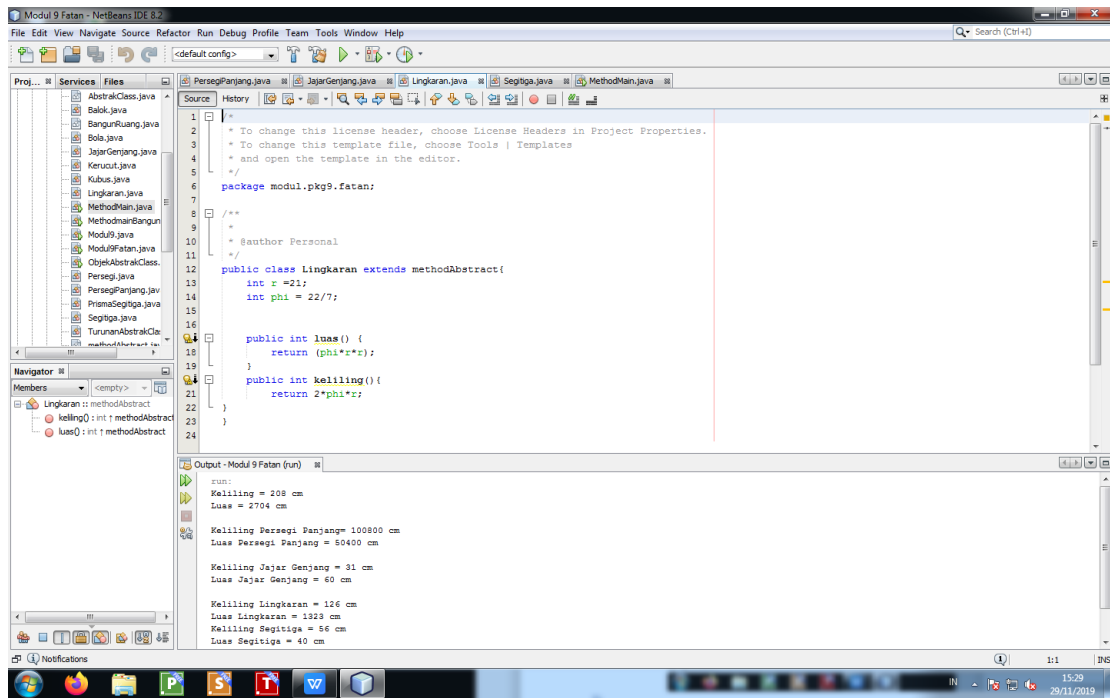 Modul 9 Fatan - NetBeans IDE 8.2
File Edit View Navigate Source Refactor Run Debug Profile Team Tools Window Help
Search (Ctrl+I)
<default config>
Proj... Services Files
PersegiPanjang.java JajarGenjang.java Lingkaran.java Segitiga.java MethodMain.java
Source History
AbstrakClass.java
Balok.java
BangunRuang.java
Bola.java
JajarGenjang.java
Kerucut.java
Kubus.java
Lingkaran.java
MethodMain.java
MethodmainBangun
Modul9.java
Modul9Fatan.java
ObjekAbstrakClass.
Persegi.java
PersegiPanjang.jav
PrismaSegitiga.java
Segitiga.java
TurunanAbstrakCla
methodAbstract.jav
1 /*
2 * To change this license header, choose License Headers in Project Properties.
3 * To change this template file, choose Tools | Templates
4 * and open the template in the editor.
5 */
6 package modul.pkg9.fatan;
7
8 /**
9 *
10 * @author Personal
11 */
12 public class Lingkaran extends methodAbstract{
13 int r =21;
14 int phi = 22/7;
15
16
public int luas() {
18 return (phi*r*r);
19 }
public int keliling(){
21 return 2*phi*r;
22 }
23 }
24
Navigator
Members <empty>
Lingkaran :: methodAbstract
keliling() : int ↑ methodAbstract
luas() : int ↑ methodAbstract
Output - Modul 9 Fatan (run)
run:
Keliling = 208 cm
Luas = 2704 cm
Keliling Persegi Panjang= 100800 cm
Luas Persegi Panjang = 50400 cm
Keliling Jajar Genjang = 31 cm
Luas Jajar Genjang = 60 cm
Keliling Lingkaran = 126 cm
Luas Lingkaran = 1323 cm
Keliling Segitiga = 56 cm
Luas Segitiga = 40 cm
Notifications
1:1 INS
IN
15:29
29/11/2019